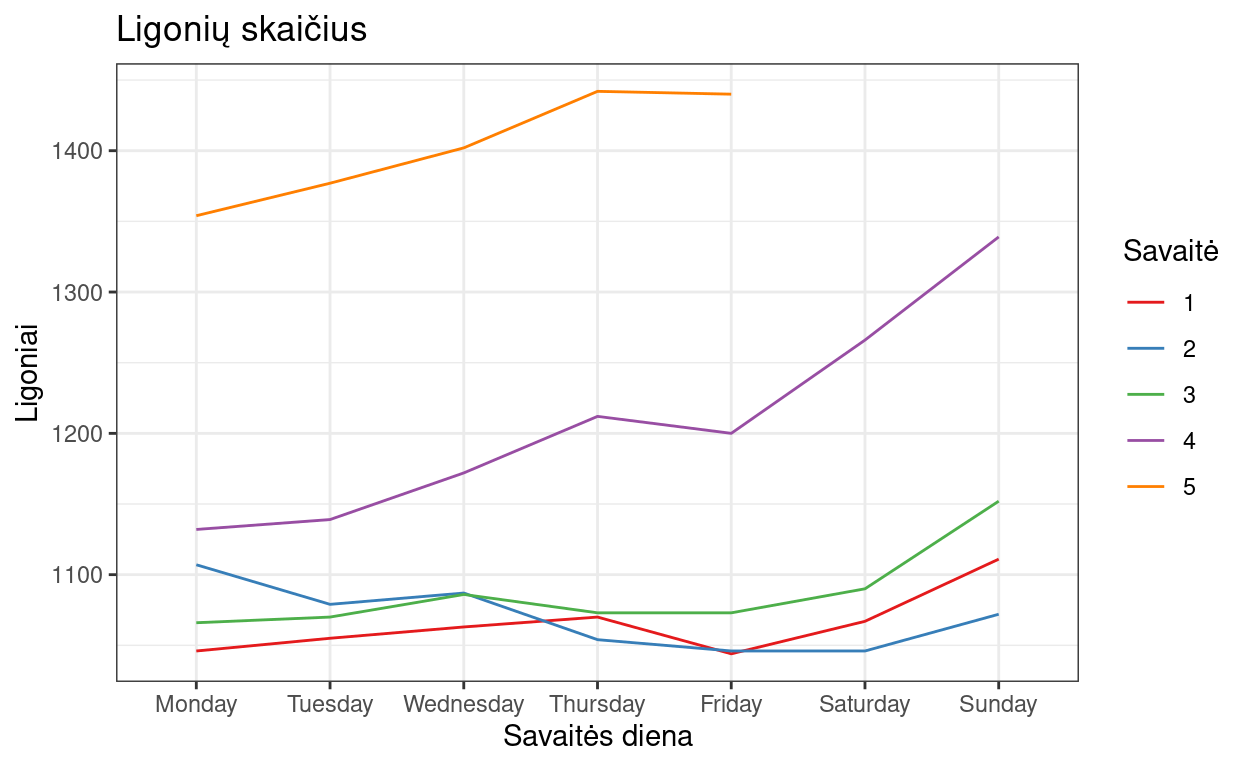 Ligonių skaičius
Ligoniai
1400
1300
1200
1100
Monday Tuesday Wednesday Thursday Friday Saturday Sunday
Savaitės diena
Savaitė
1
2
3
4
5